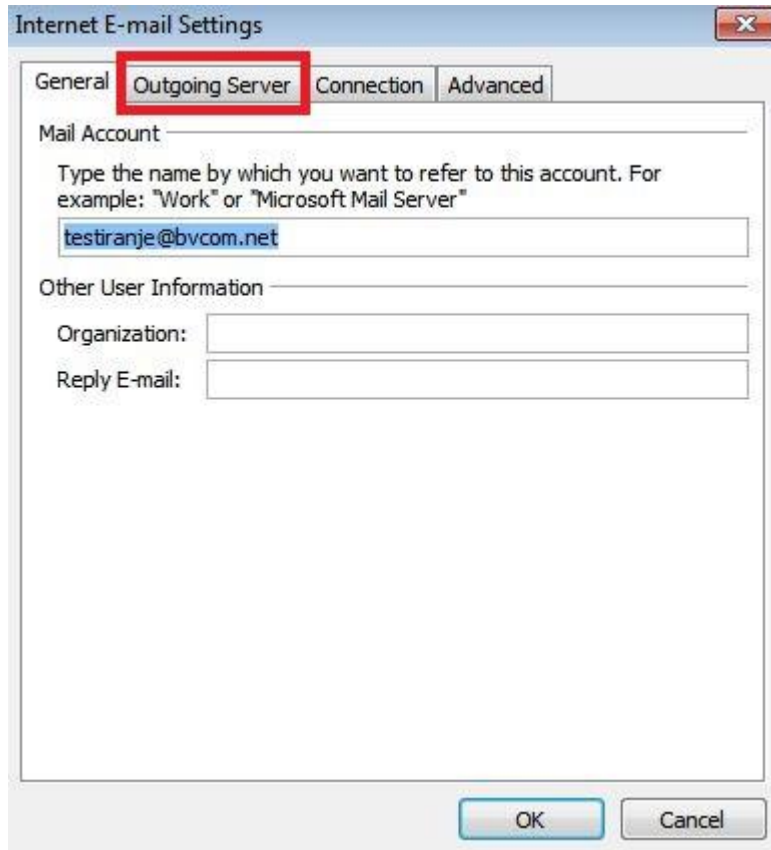 Internet E-mail Settings
General
Outgoing Server
Connection
Advanced
Mail Account
Type the name by which you want to refer to this account. For
example: "Work" or "Microsoft Mail Server"
testiranje@bvcom.net
Other User Information
Organization:
Reply E-mail:
OK
Cancel